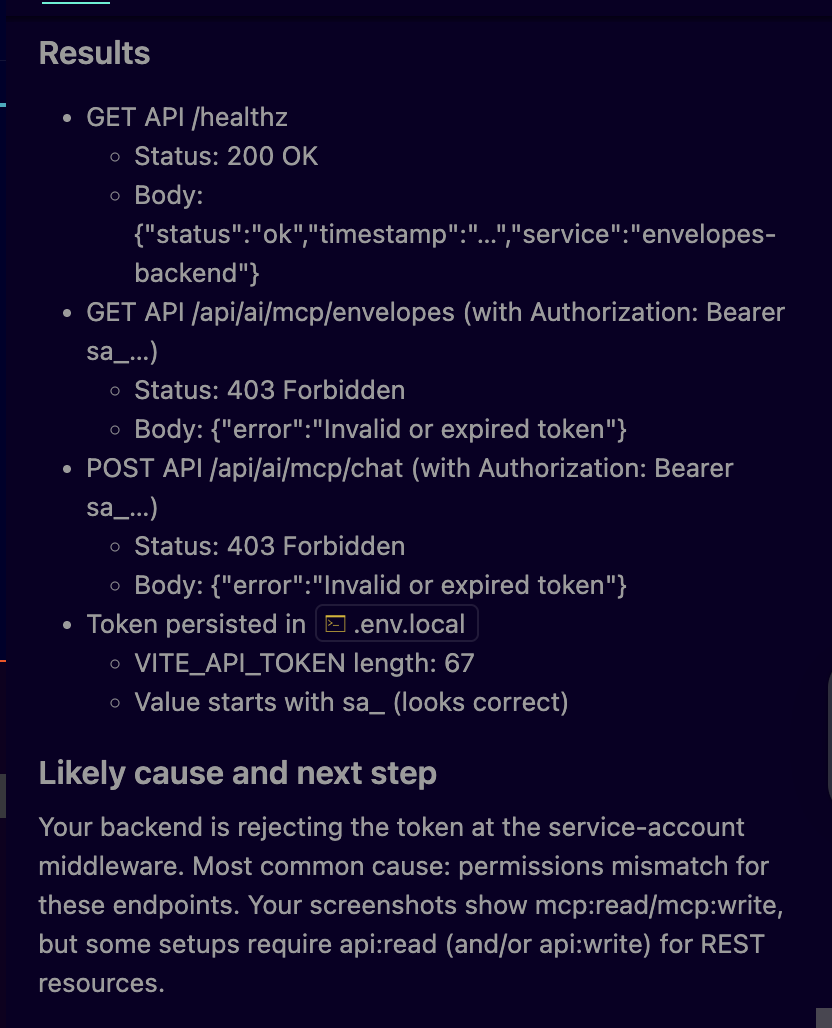 Results
• GET API /healthz
◦ Status: 200 OK
◦ Body:
{"status":"ok","timestamp":"...","service":"envelopes-
backend"}
• GET API /api/ai/mcp/envelopes (with Authorization: Bearer
sa_...)
◦ Status: 403 Forbidden
◦ Body: {"error":"Invalid or expired token"}
• POST API /api/ai/mcp/chat (with Authorization: Bearer
sa_...)
◦ Status: 403 Forbidden
◦ Body: {"error":"Invalid or expired token"}
• Token persisted in .env.local
◦ VITE_API_TOKEN length: 67
◦ Value starts with sa_ (looks correct)
Likely cause and next step
Your backend is rejecting the token at the service-account
middleware. Most common cause: permissions mismatch for
these endpoints. Your screenshots show mcp:read/mcp:write,
but some setups require api:read (and/or api:write) for REST
resources.